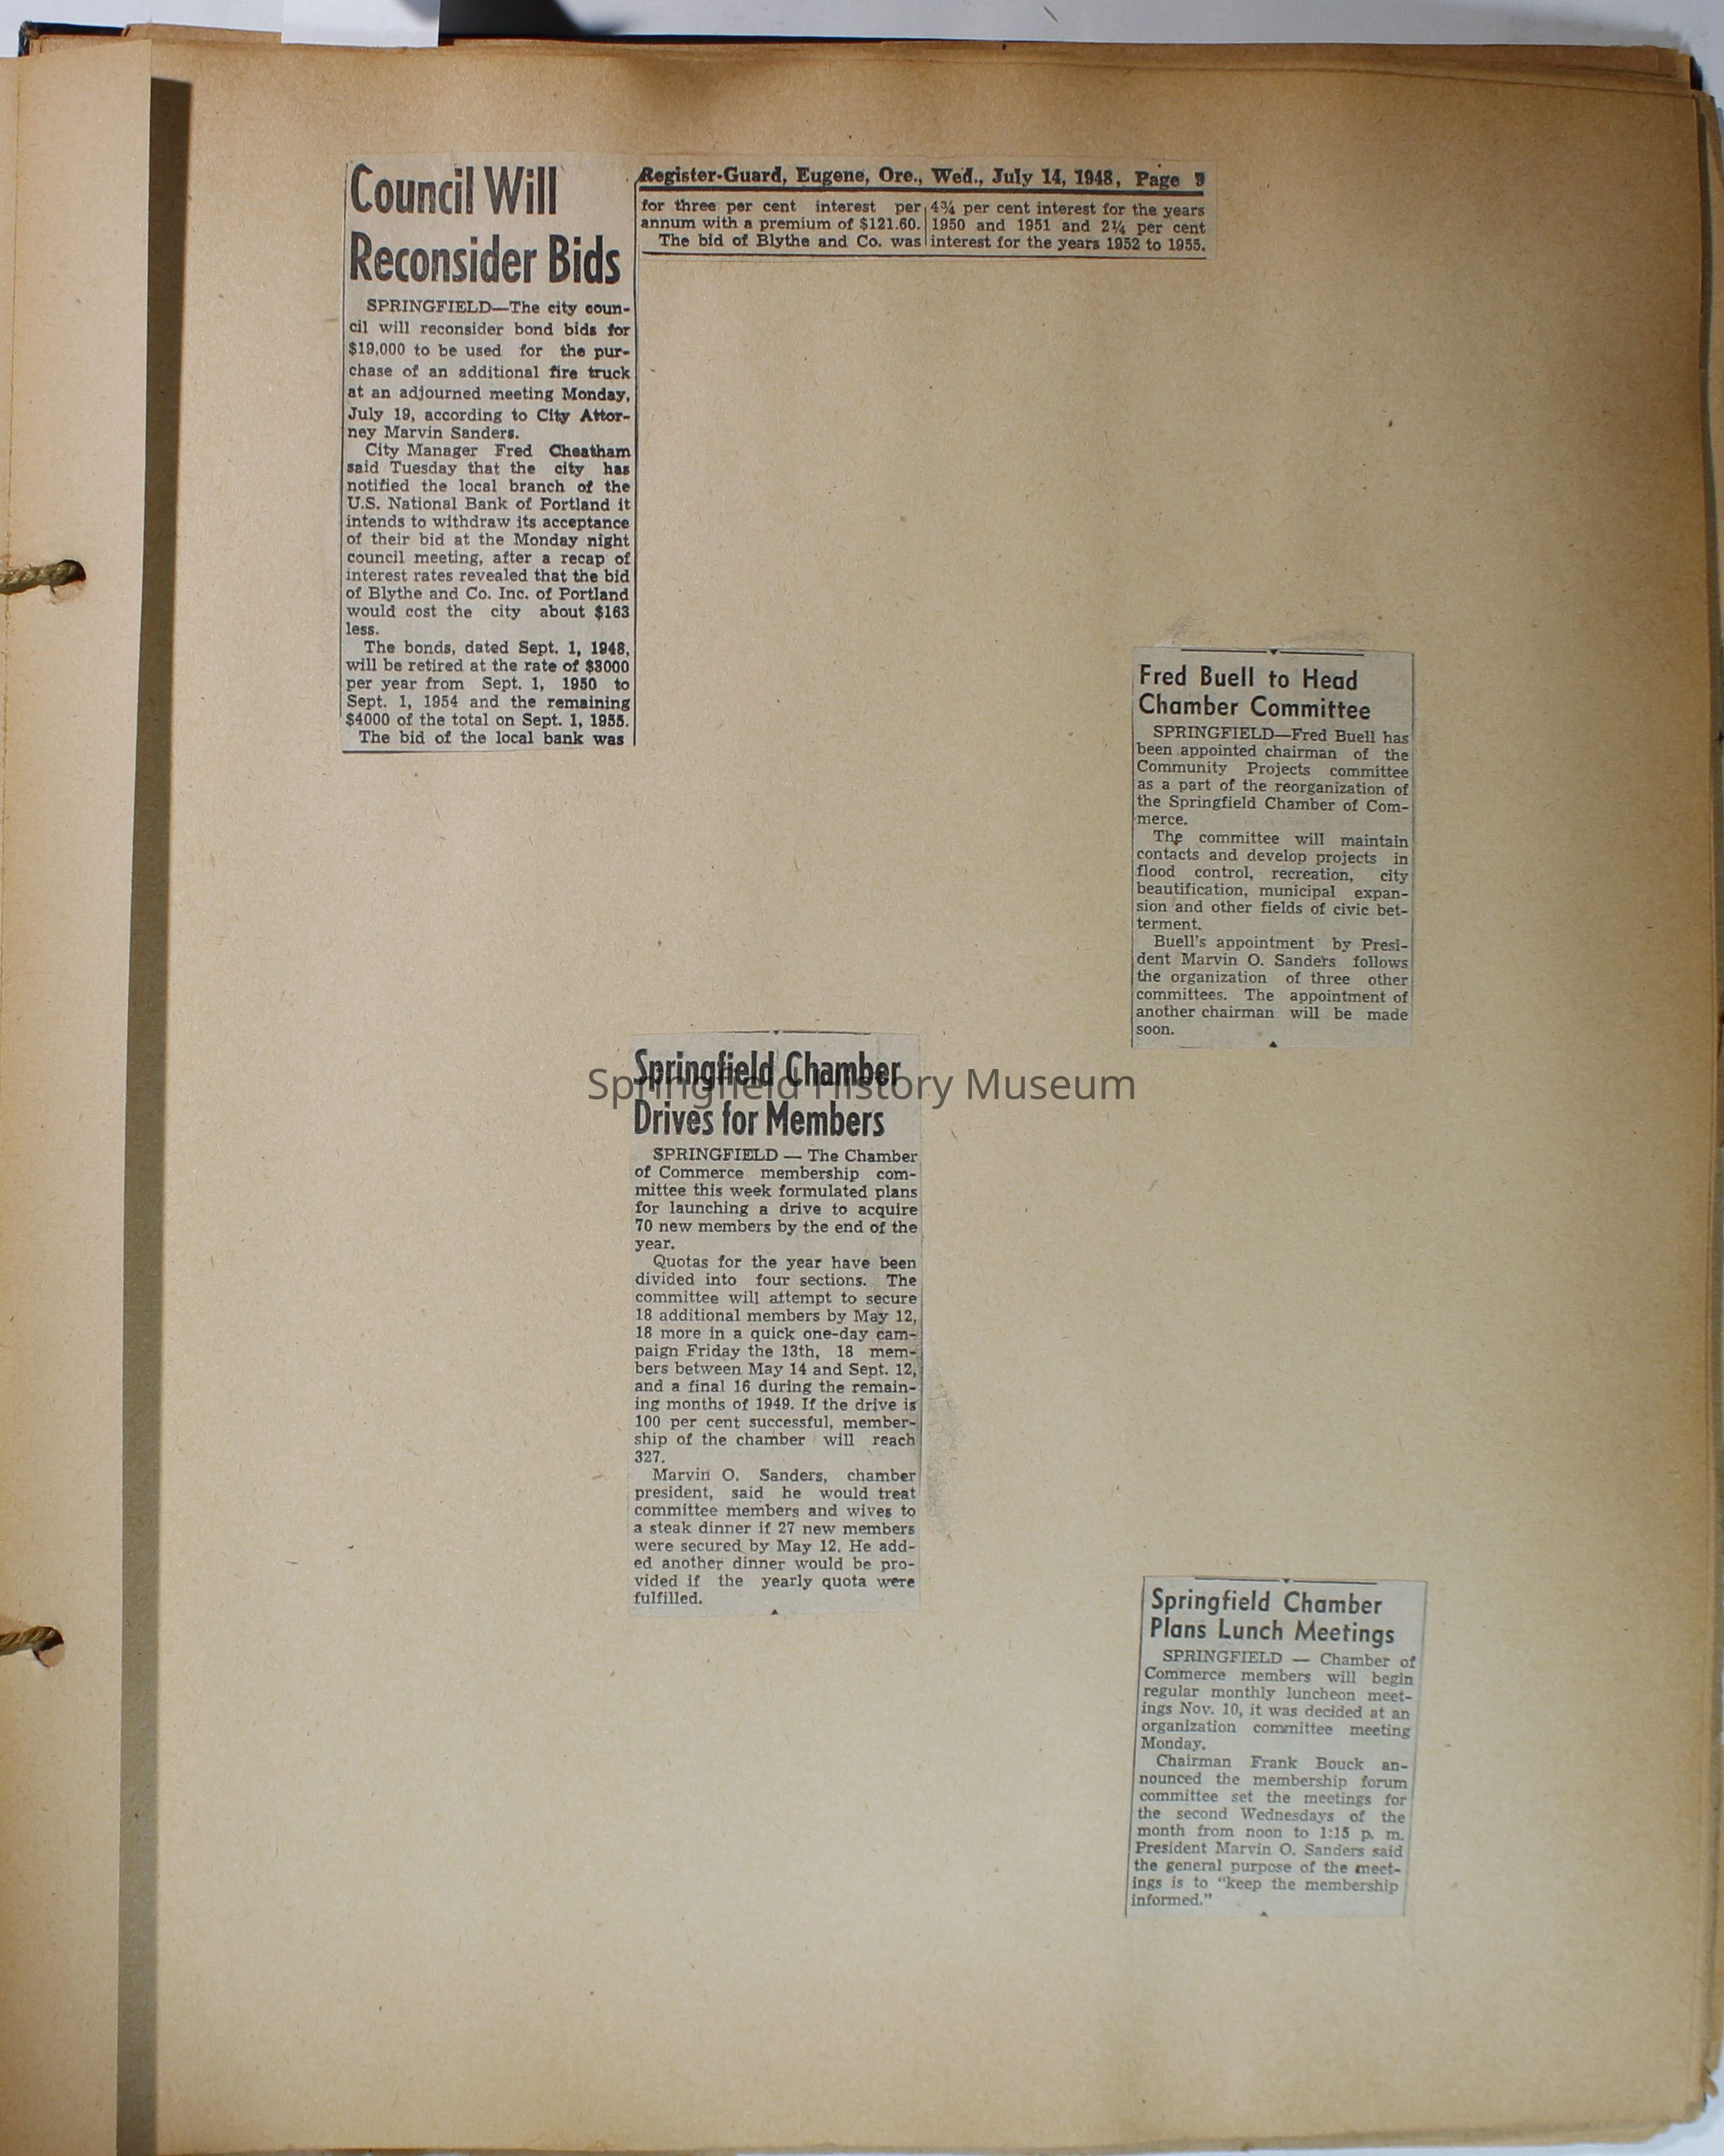 Council Will
Reconsider Bids
SPRINGFIELD—The city coun-
cil will reconsider bond bids for
$19,000 to be used for the pur-
chase of an additional fire truck
at an adjourned meeting Monday,
July 19, according to City Attor-
ney Marvin Sanders.
City Manager Fred Cheatham
said Tuesday that the city has
notified the local branch of the
U.S. National Bank of Portland it
intends to withdraw its acceptance
of their bid at the Monday night
council meeting, after a recap of
interest rates revealed that the bid
of Blythe and Co. Inc. of Portland
would cost the city about $163
less.
The bonds, dated Sept. 1, 1948,
will be retired at the rate of $3000
per year from Sept. 1, 1950 to
Sept. 1, 1954 and the remaining
$4000 of the total on Sept. 1, 1955.
The bid of the local bank was
Register-Guard, Eugene, Ore., Wed., July 14, 1948, Page 9
for three per cent interest per
annum with a premium of $121.60.
The bid of Blythe and Co. was
4¾ per cent interest for the years
1950 and 1951 and 2¼ per cent
interest for the years 1952 to 1955.
Fred Buell to Head
Chamber Committee
SPRINGFIELD—Fred Buell has
been appointed chairman of the
Community Projects committee
as a part of the reorganization of
the Springfield Chamber of Com-
merce.
The committee will maintain
contacts and develop projects in
flood control, recreation, city
beautification, municipal expan-
sion and other fields of civic bet-
terment.
Buell's appointment by Presi-
dent Marvin O. Sanders follows
the organization of three other
committees. The appointment of
another chairman will be made
soon.
Springfield Chamber
Drives for Members
Springfield History Museum
SPRINGFIELD — The Chamber
of Commerce membership com-
mittee this week formulated plans
for launching a drive to acquire
70 new members by the end of the
year.
Quotas for the year have been
divided into four sections. The
committee will attempt to secure
18 additional members by May 12,
18 more in a quick one-day cam-
paign Friday the 13th, 18 mem-
bers between May 14 and Sept. 12,
and a final 16 during the remain-
ing months of 1949. If the drive is
100 per cent successful, member-
ship of the chamber will reach
327.
Marvin O. Sanders, chamber
president, said he would treat
committee members and wives to
a steak dinner if 27 new members
were secured by May 12. He add-
ed another dinner would be pro-
vided if the yearly quota were
fulfilled.
Springfield Chamber
Plans Lunch Meetings
SPRINGFIELD — Chamber of
Commerce members will begin
regular monthly luncheon meet-
ings Nov. 10, it was decided at an
organization committee meeting
Monday.
Chairman Frank Bouck an-
nounced the membership forum
committee set the meetings for
the second Wednesdays of the
month from noon to 1:15 p. m.
President Marvin O. Sanders said
the general purpose of the meet-
ings is to "keep the membership
informed."